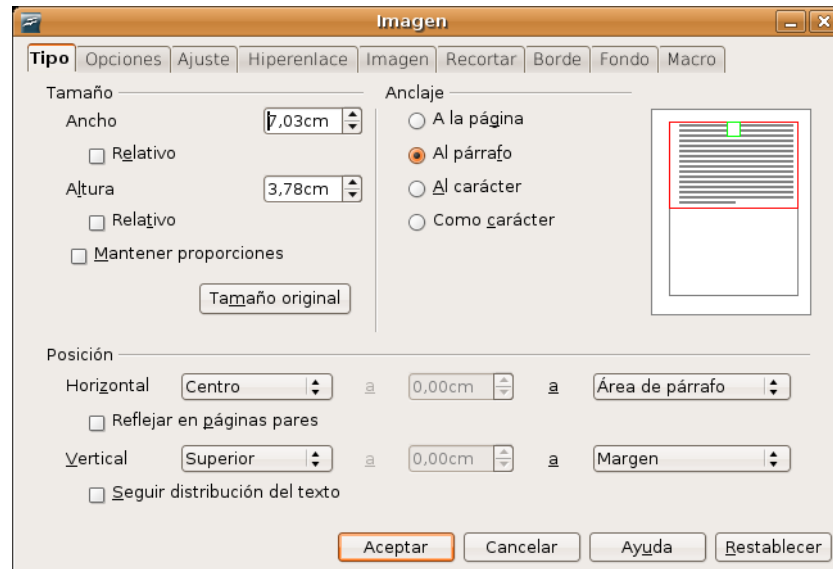 Imagen
Tipo Opciones Ajuste Hiperenlace Imagen Recortar Borde Fondo Macro
Tamaño
Ancho 7,03cm
Relativo
Altura 3,78cm
Relativo
Mantener proporciones
Tamaño original
Anclaje
A la página
Al párrafo
Al carácter
Como carácter
Posición
Horizontal Centro a 0,00cm a Área de párrafo
Reflejar en páginas pares
Vertical Superior a 0,00cm a Margen
Seguir distribución del texto
Aceptar Cancelar Ayuda Restablecer